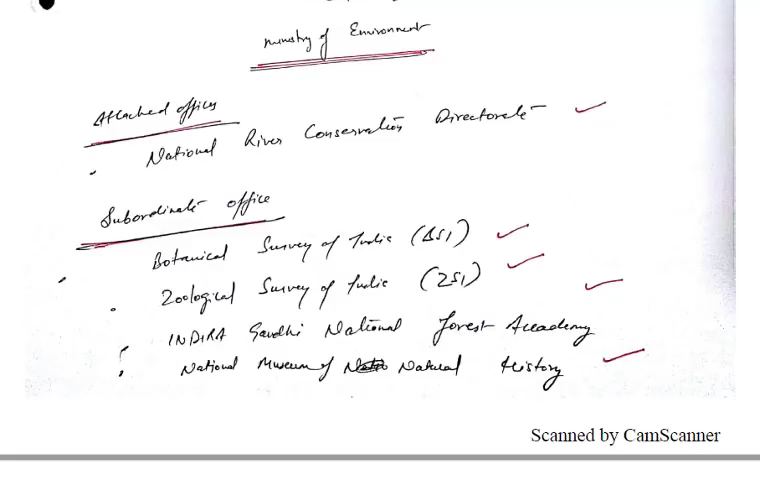 Ministry of Environment
Attached offices
National River Conservation Directorate
Subordinate office
Botanical Survey of India (BSI)
Zoological Survey of India (ZSI)
INDIRA Gandhi National Forest Academy
National Museum of Natural History
Scanned by CamScanner